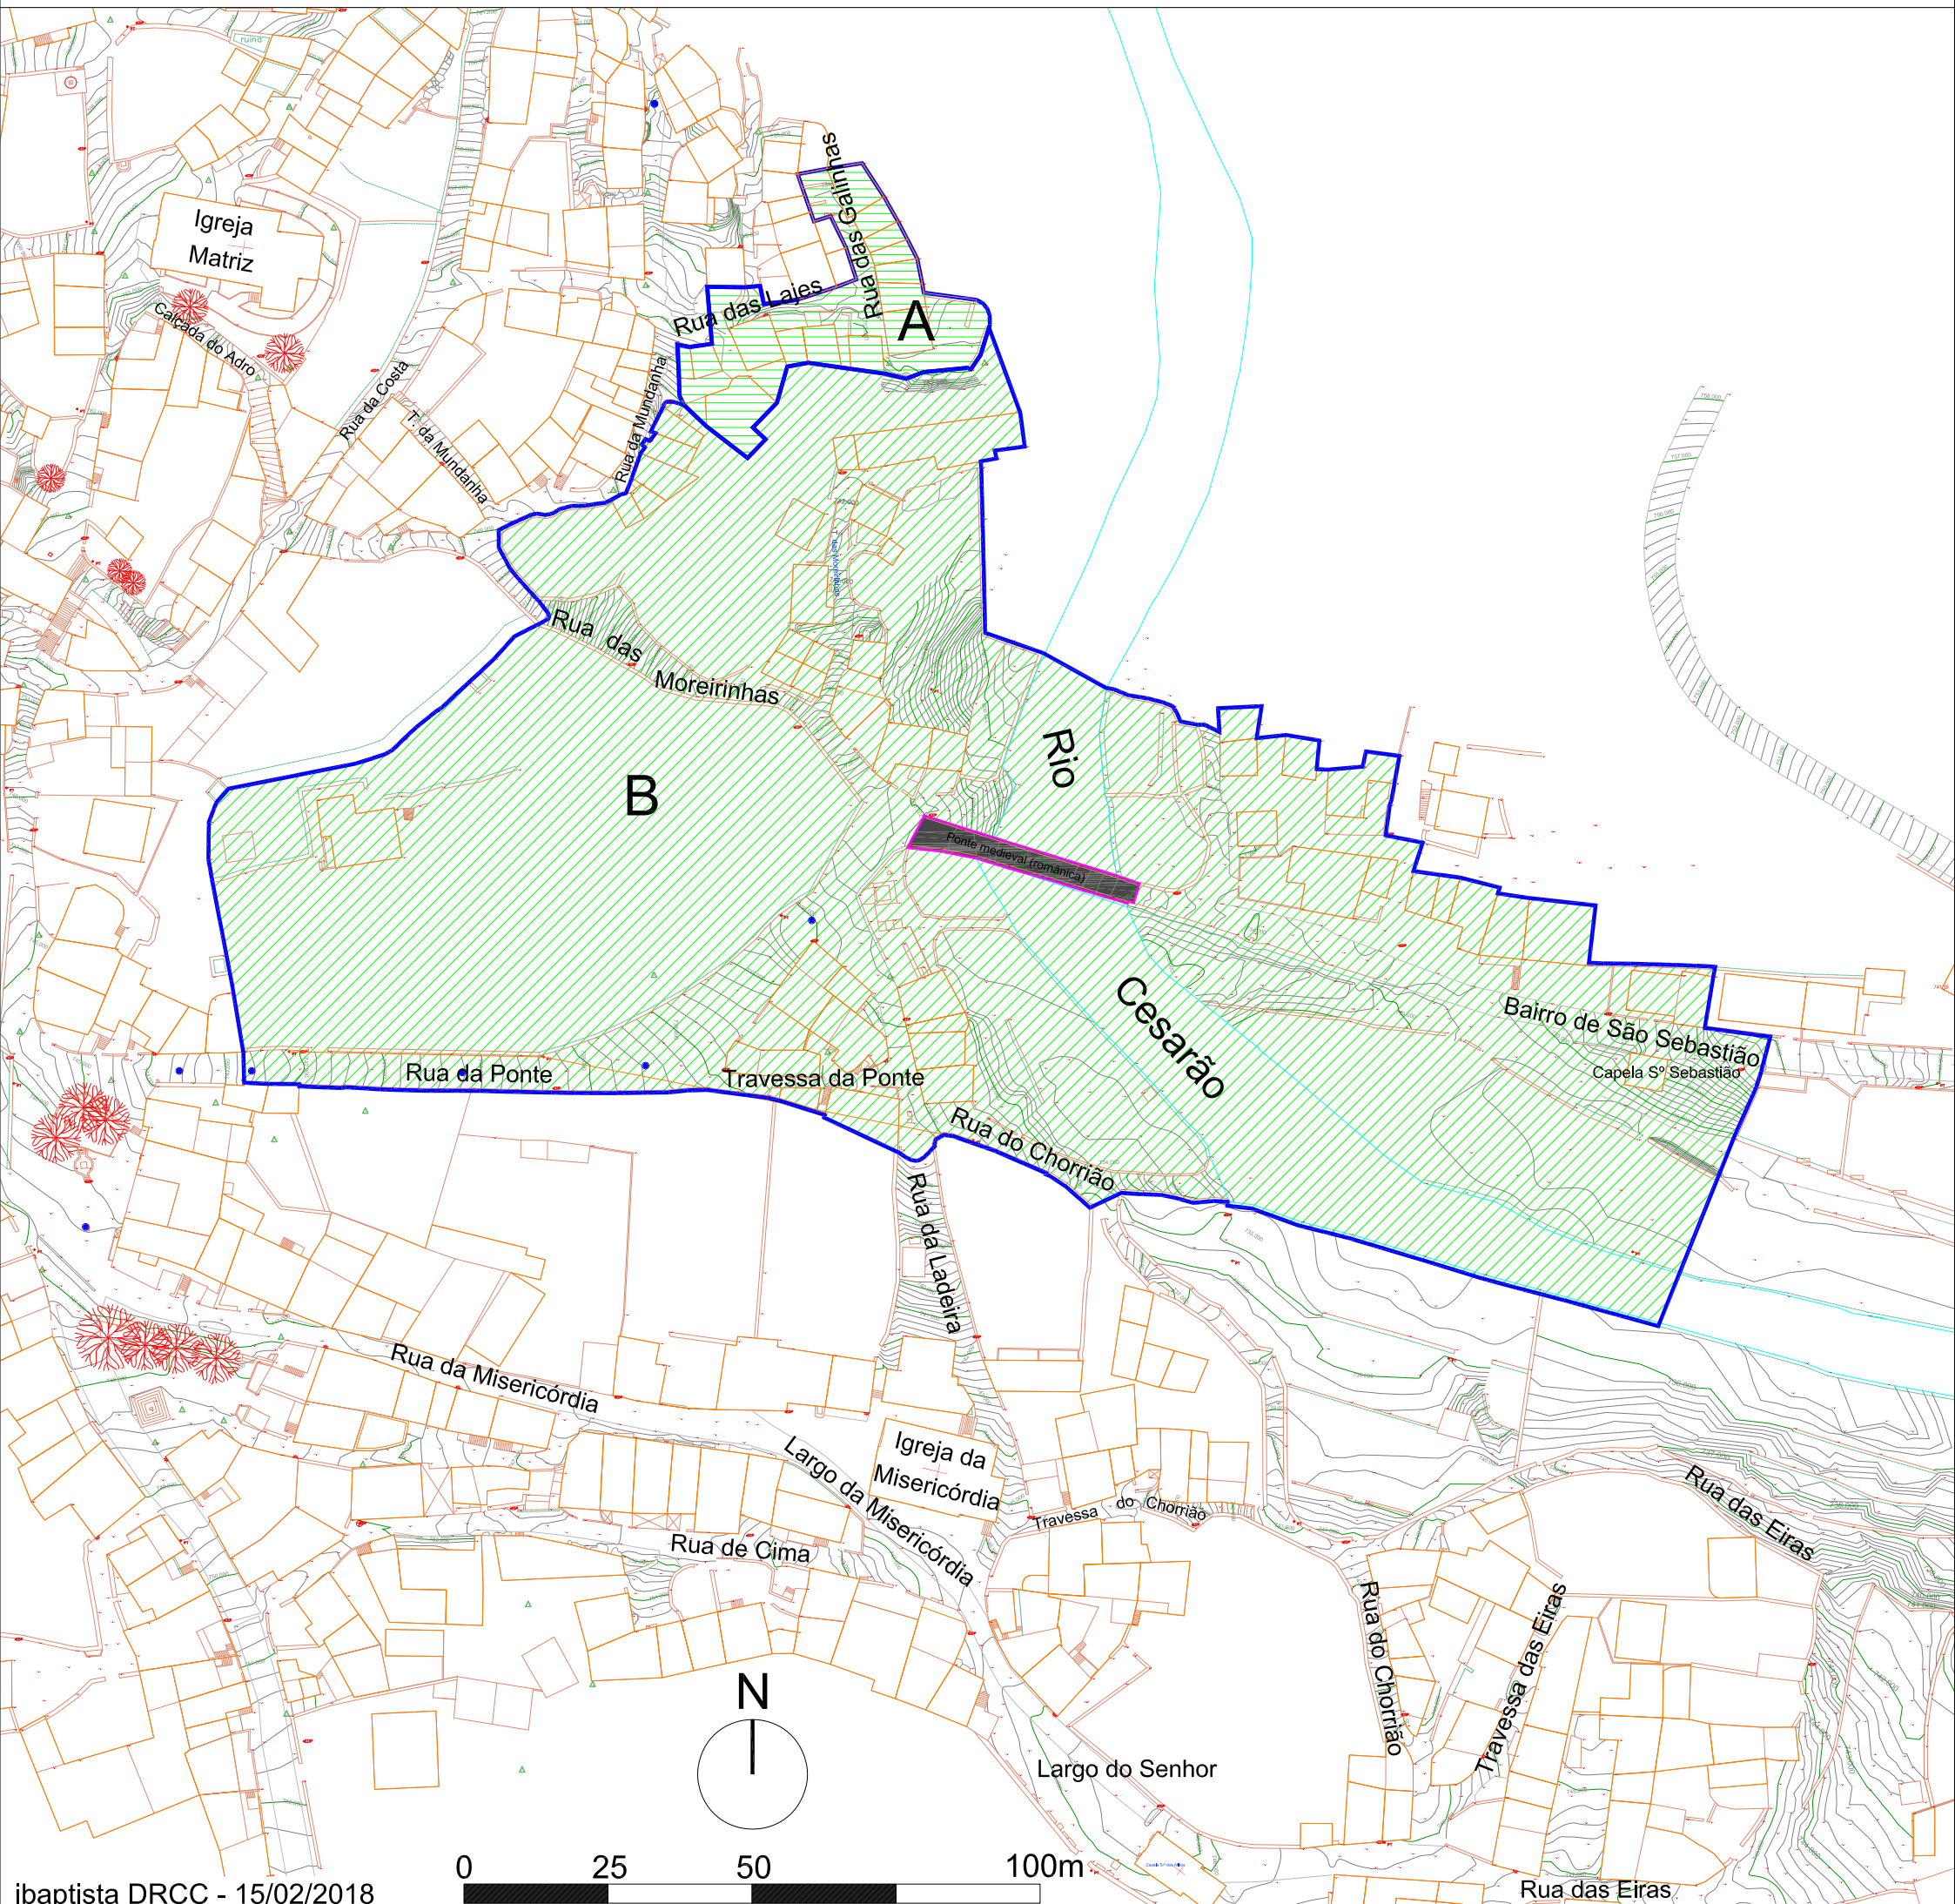 ruina
Igreja
Matriz
Calçada do Adro
Rua da Costa
T. da Mundanha
Rua da Mundanha
Rua das Lajes
Rua das Galinhas
A
Rua das
Moreirinhas
B
Rio
Ponte medieval (românica)
Cesarão
Bairro de São Sebastião
Capela Sº Sebastião
Rua da Ponte
Travessa da Ponte
Rua do Chorrião
Rua da Ladeira
Rua da Misericórdia
Largo da Misericórdia
Igreja da
Misericórdia
Travessa do Chorrião
Rua de Cima
Rua das Eiras
Rua do Chorrião
Travessa das Eiras
N
Largo do Senhor
0 25 50 100m
jbaptista DRCC - 15/02/2018
Rua das Eiras